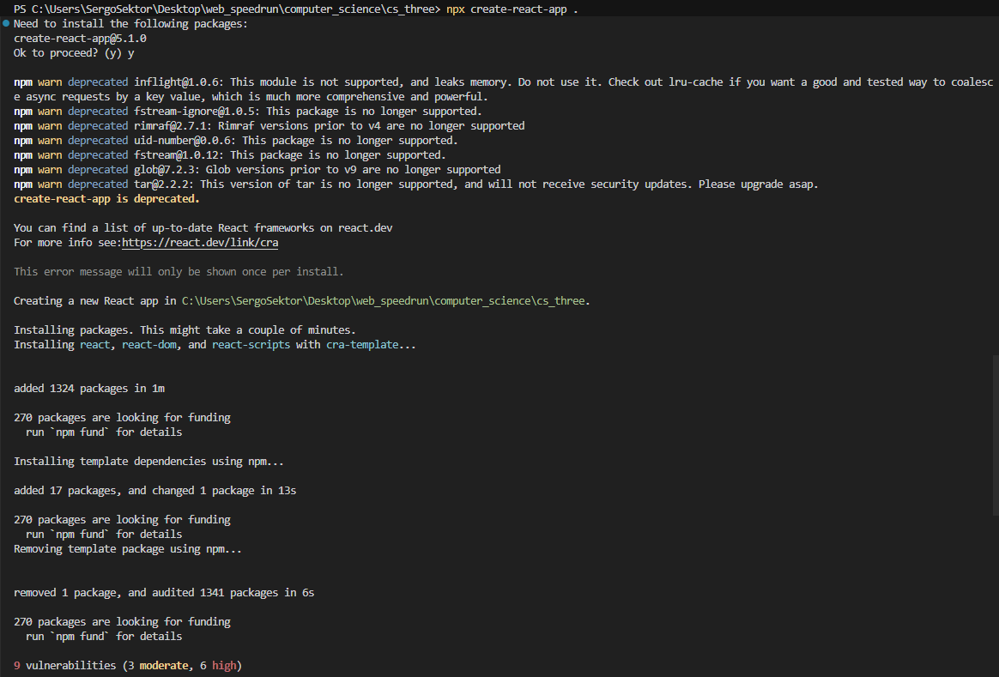 PS C:\Users\SergoSektor\Desktop\web_speedrun\computer_science\cs_three> npx create-react-app .
Need to install the following packages:
create-react-app@5.1.0
Ok to proceed? (y) y
npm warn deprecated inflight@1.0.6: This module is not supported, and leaks memory. Do not use it. Check out lru-cache if you want a good and tested way to coalesc
e async requests by a key value, which is much more comprehensive and powerful.
npm warn deprecated fstream-ignore@1.0.5: This package is no longer supported.
npm warn deprecated rimraf@2.7.1: Rimraf versions prior to v4 are no longer supported
npm warn deprecated uid-number@0.0.6: This package is no longer supported.
npm warn deprecated fstream@1.0.12: This package is no longer supported.
npm warn deprecated glob@7.2.3: Glob versions prior to v9 are no longer supported
npm warn deprecated tar@2.2.2: This version of tar is no longer supported, and will not receive security updates. Please upgrade asap.
create-react-app is deprecated.
You can find a list of up-to-date React frameworks on react.dev
For more info see:https://react.dev/link/cra
This error message will only be shown once per install.
Creating a new React app in C:\Users\SergoSektor\Desktop\web_speedrun\computer_science\cs_three.
Installing packages. This might take a couple of minutes.
Installing react, react-dom, and react-scripts with cra-template...
added 1324 packages in 1m
270 packages are looking for funding
  run `npm fund` for details
Installing template dependencies using npm...
added 17 packages, and changed 1 package in 13s
270 packages are looking for funding
  run `npm fund` for details
Removing template package using npm...
removed 1 package, and audited 1341 packages in 6s
270 packages are looking for funding
  run `npm fund` for details
9 vulnerabilities (3 moderate, 6 high)